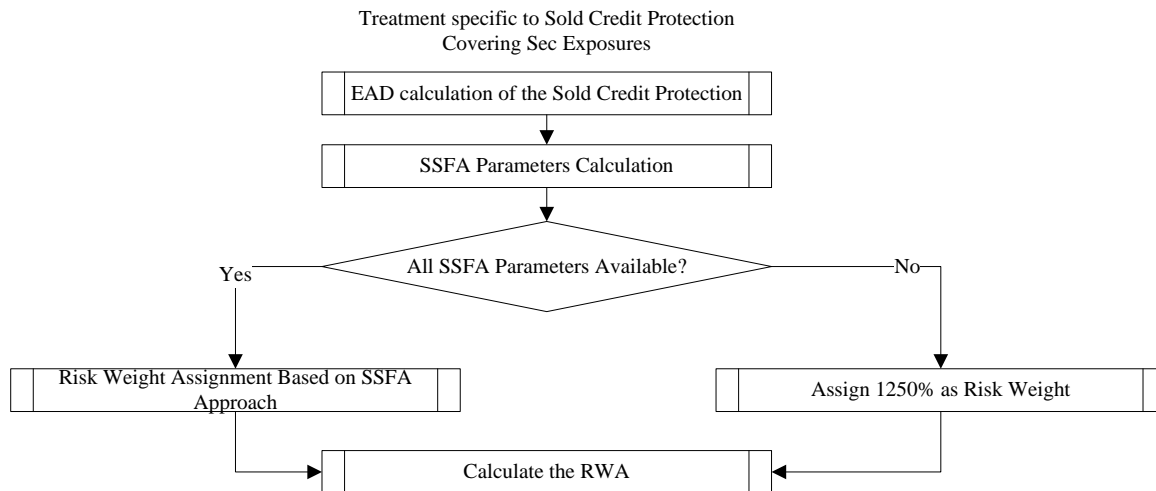 Treatment specific to Sold Credit Protection
Covering Sec Exposures
EAD calculation of the Sold Credit Protection
SSFA Parameters Calculation
All SSFA Parameters Available?
Yes
No
Risk Weight Assignment Based on SSFA
Approach
Assign 1250% as Risk Weight
Calculate the RWA